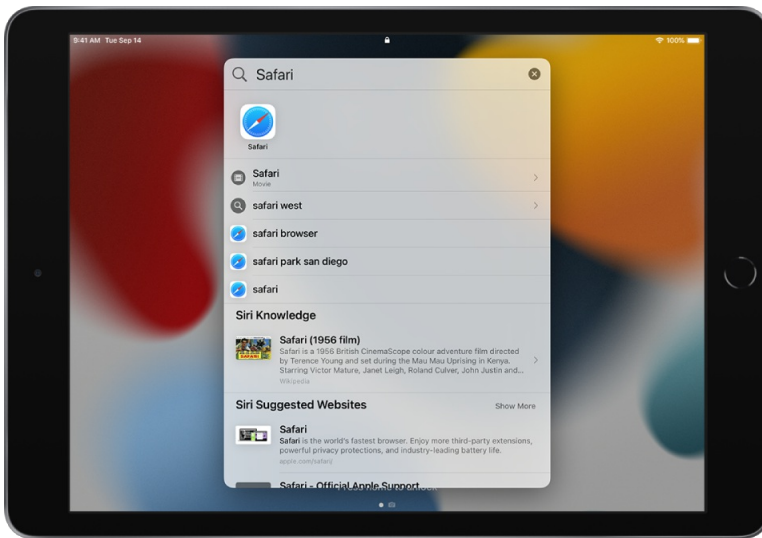 9:41 AM Tue Sep 14
100%
Safari
Safari
Safari
Movie
safari west
safari browser
safari park san diego
safari
Siri Knowledge
Safari (1956 film)
Safari is a 1956 British CinemaScope colour adventure film directed
by Terence Young and set during the Mau Mau Uprising in Kenya.
Starring Victor Mature, Janet Leigh, Roland Culver, John Justin and...
Wikipedia
Siri Suggested Websites
Show More
Safari
Safari is the world's fastest browser. Enjoy more third-party extensions,
powerful privacy protections, and industry-leading battery life.
apple.com/safari
Safari - Official Apple Support